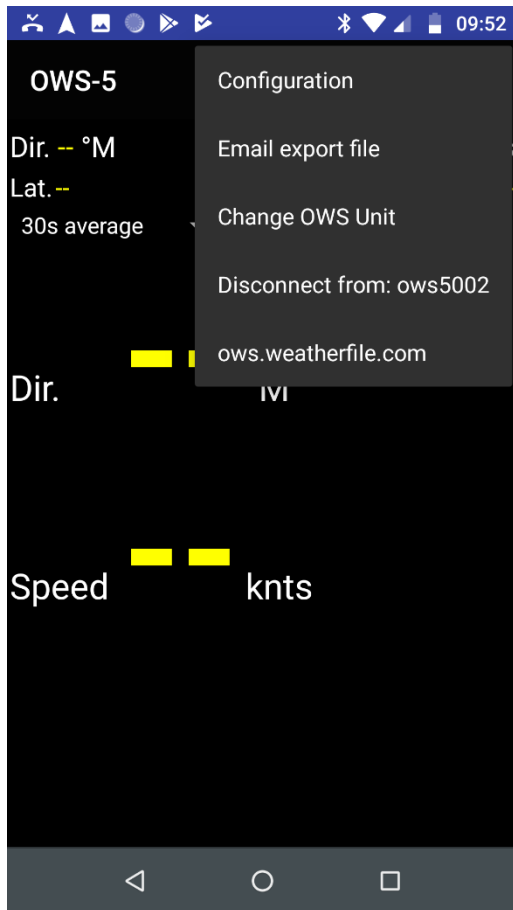 09:52
OWS-5
Configuration
Dir. -- °M
Email export file
Lat.--
Change OWS Unit
30s average
Disconnect from: ows5002
ows.weatherfile.com
Dir. -- M
Speed -- knts